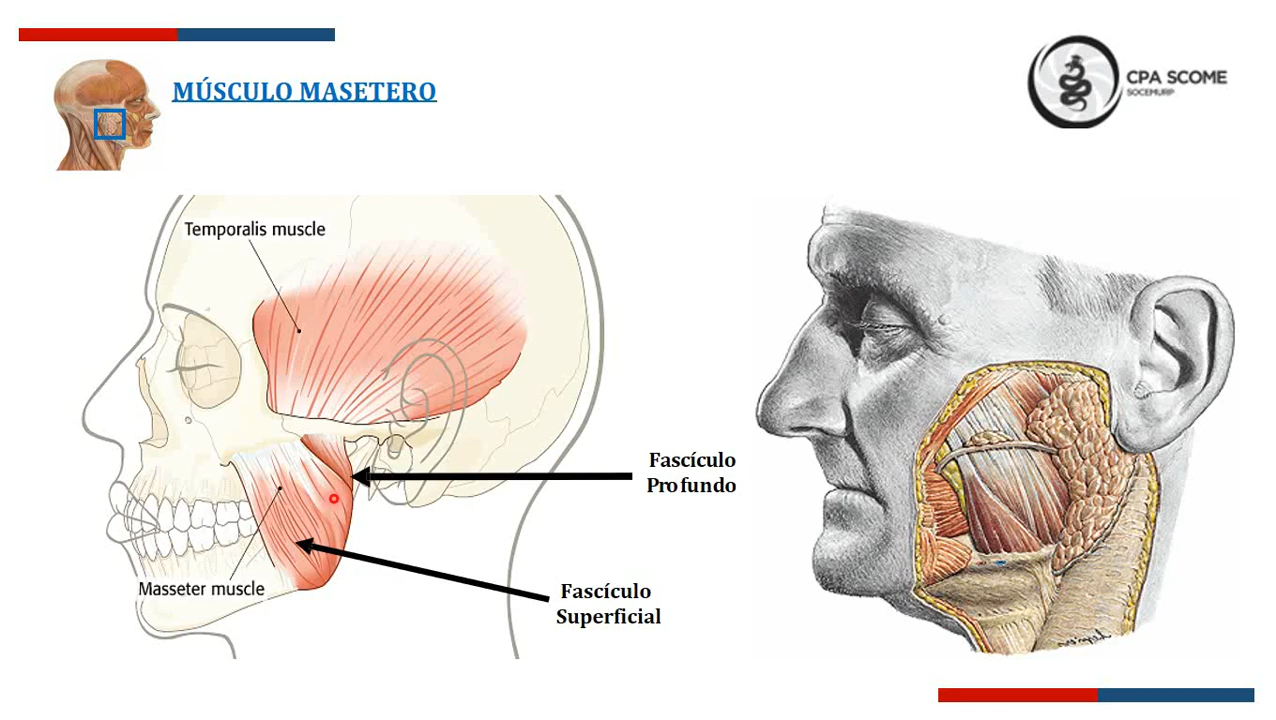 MÚSCULO MASETERO
CPA SCOME
SOCEMURP
Temporalis muscle
Fascículo
Profundo
Masseter muscle
Fascículo
Superficial